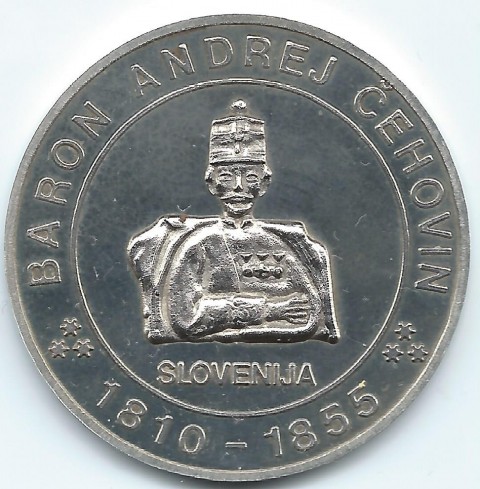 BARON ANDREJ ČEHOVIN
SLOVENIJA
1810 - 1855